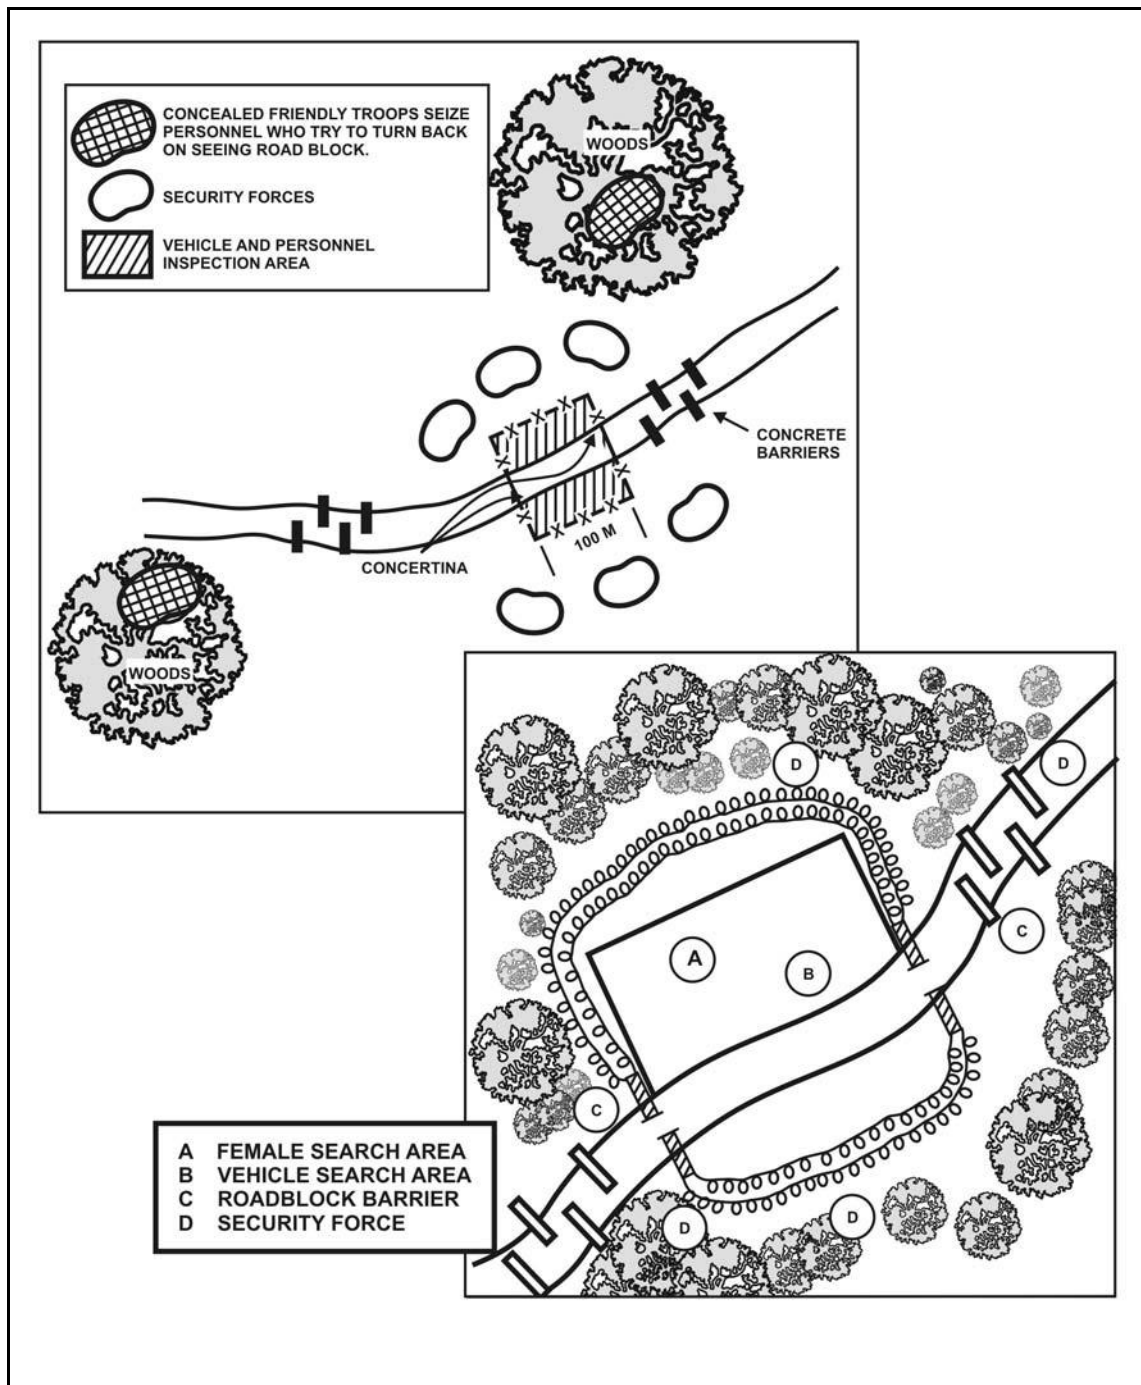 CONCEALED FRIENDLY TROOPS SEIZE
PERSONNEL WHO TRY TO TURN BACK
ON SEEING ROAD BLOCK.
SECURITY FORCES
VEHICLE AND PERSONNEL
INSPECTION AREA
WOODS
X X X X
X X
X X
X X X X
CONCRETE
BARRIERS
100 M
CONCERTINA
WOODS
D
D
A
B
C
C
D
D
A FEMALE SEARCH AREA
B VEHICLE SEARCH AREA
C ROADBLOCK BARRIER
D SECURITY FORCE